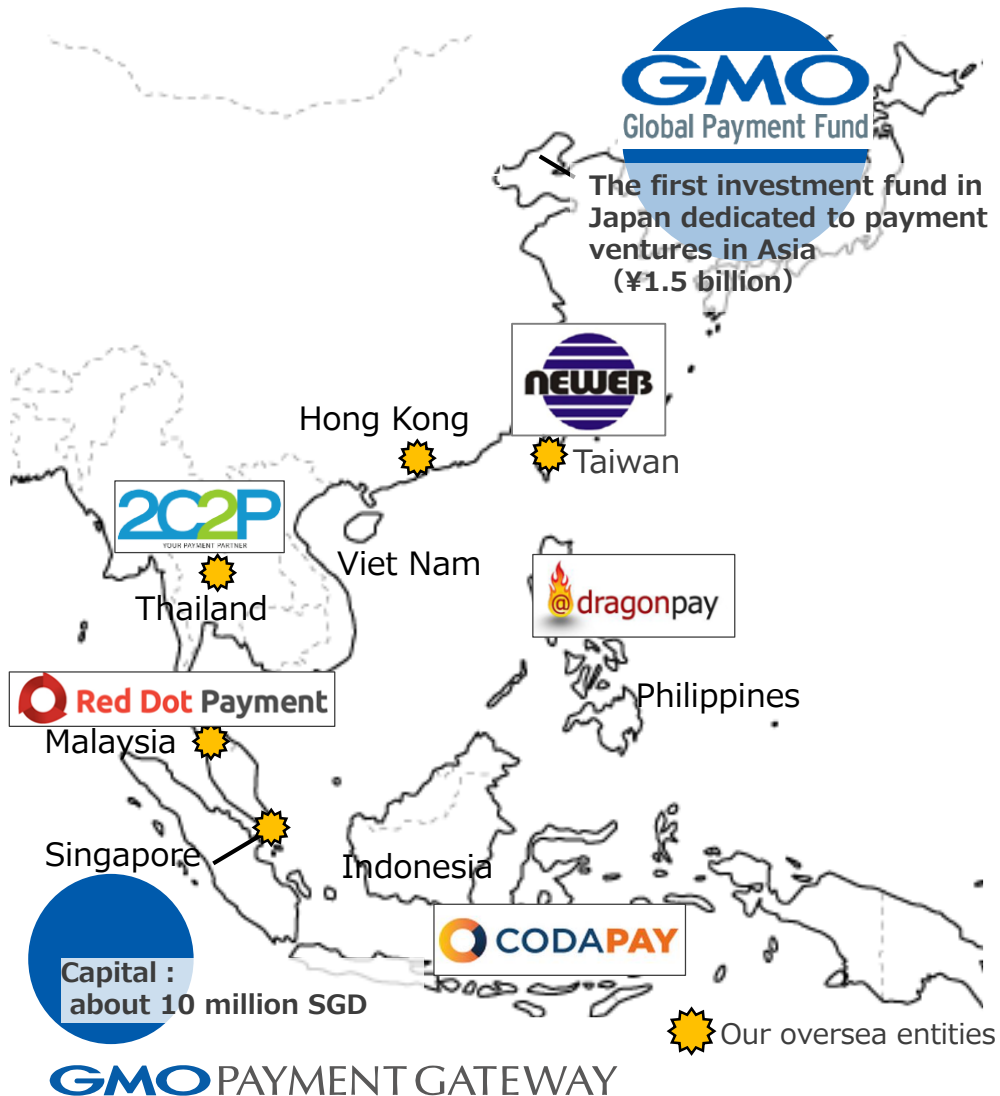 GMO
Global Payment Fund
The first investment fund in
Japan dedicated to payment
ventures in Asia
（¥1.5 billion）
NEWEB
Hong Kong
Taiwan
2C2P
YOUR PAYMENT PARTNER
Viet Nam
Thailand
@dragonpay
Red Dot Payment
Philippines
Malaysia
Singapore
Indonesia
CODAPAY
Capital :
about 10 million SGD
Our oversea entities
GMO PAYMENT GATEWAY